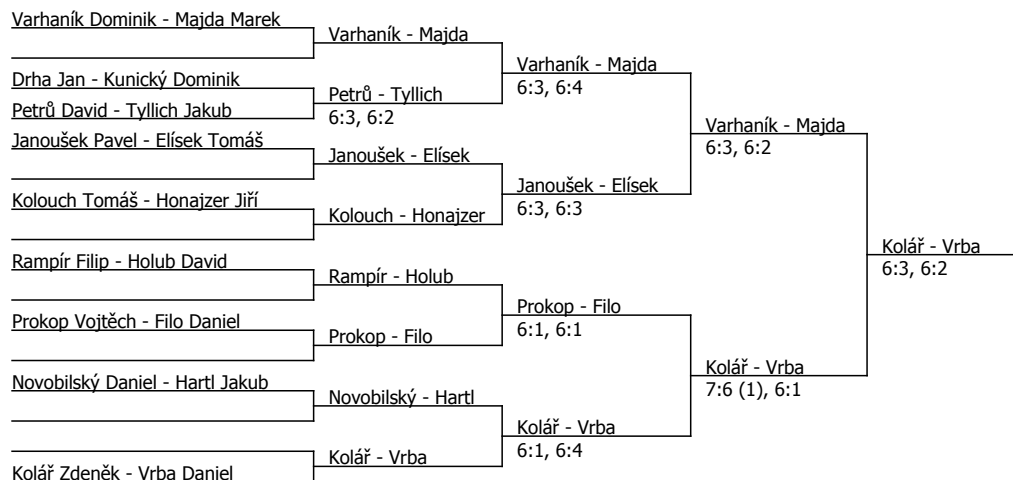 Varhaník Dominik - Majda Marek
Varhaník - Majda
Varhaník - Majda
Drha Jan - Kunický Dominik
6:3, 6:4
Petrů - Tyllich
Petrů David - Tyllich Jakub
6:3, 6:2
Varhaník - Majda
Janoušek Pavel - Elísek Tomáš
6:3, 6:2
Janoušek - Elísek
Janoušek - Elísek
Kolouch Tomáš - Honajzer Jiří
6:3, 6:3
Kolouch - Honajzer
Kolář - Vrba
Rampír Filip - Holub David
6:3, 6:2
Rampír - Holub
Prokop - Filo
Prokop Vojtěch - Filo Daniel
6:1, 6:1
Prokop - Filo
Kolář - Vrba
Novobilský Daniel - Hartl Jakub
7:6 (1), 6:1
Novobilský - Hartl
Kolář - Vrba
6:1, 6:4
Kolář - Vrba
Kolář Zdeněk - Vrba Daniel